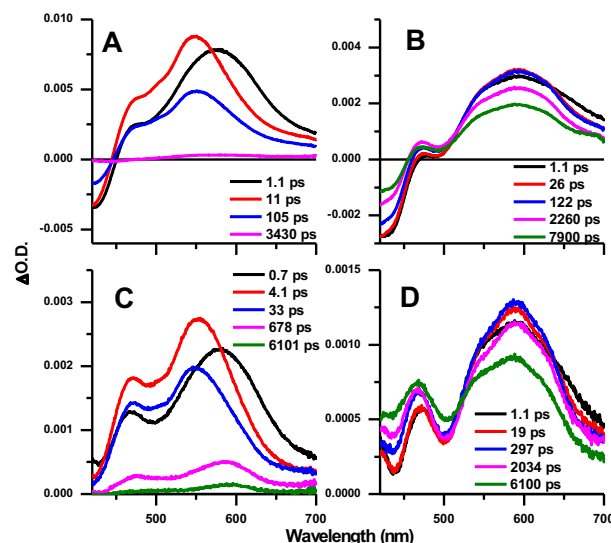 A
0.010
0.005
0.000
-0.005
1.1 ps
11 ps
105 ps
3430 ps
B
0.004
0.002
0.000
-0.002
1.1 ps
26 ps
122 ps
2260 ps
7900 ps
ΔO.D.
C
0.003
0.002
0.001
0.000
0.7 ps
4.1 ps
33 ps
678 ps
6101 ps
500 600 700
D
0.0015
0.0010
0.0005
0.0000
1.1 ps
19 ps
297 ps
2034 ps
6100 ps
500 600 700
Wavelength (nm)